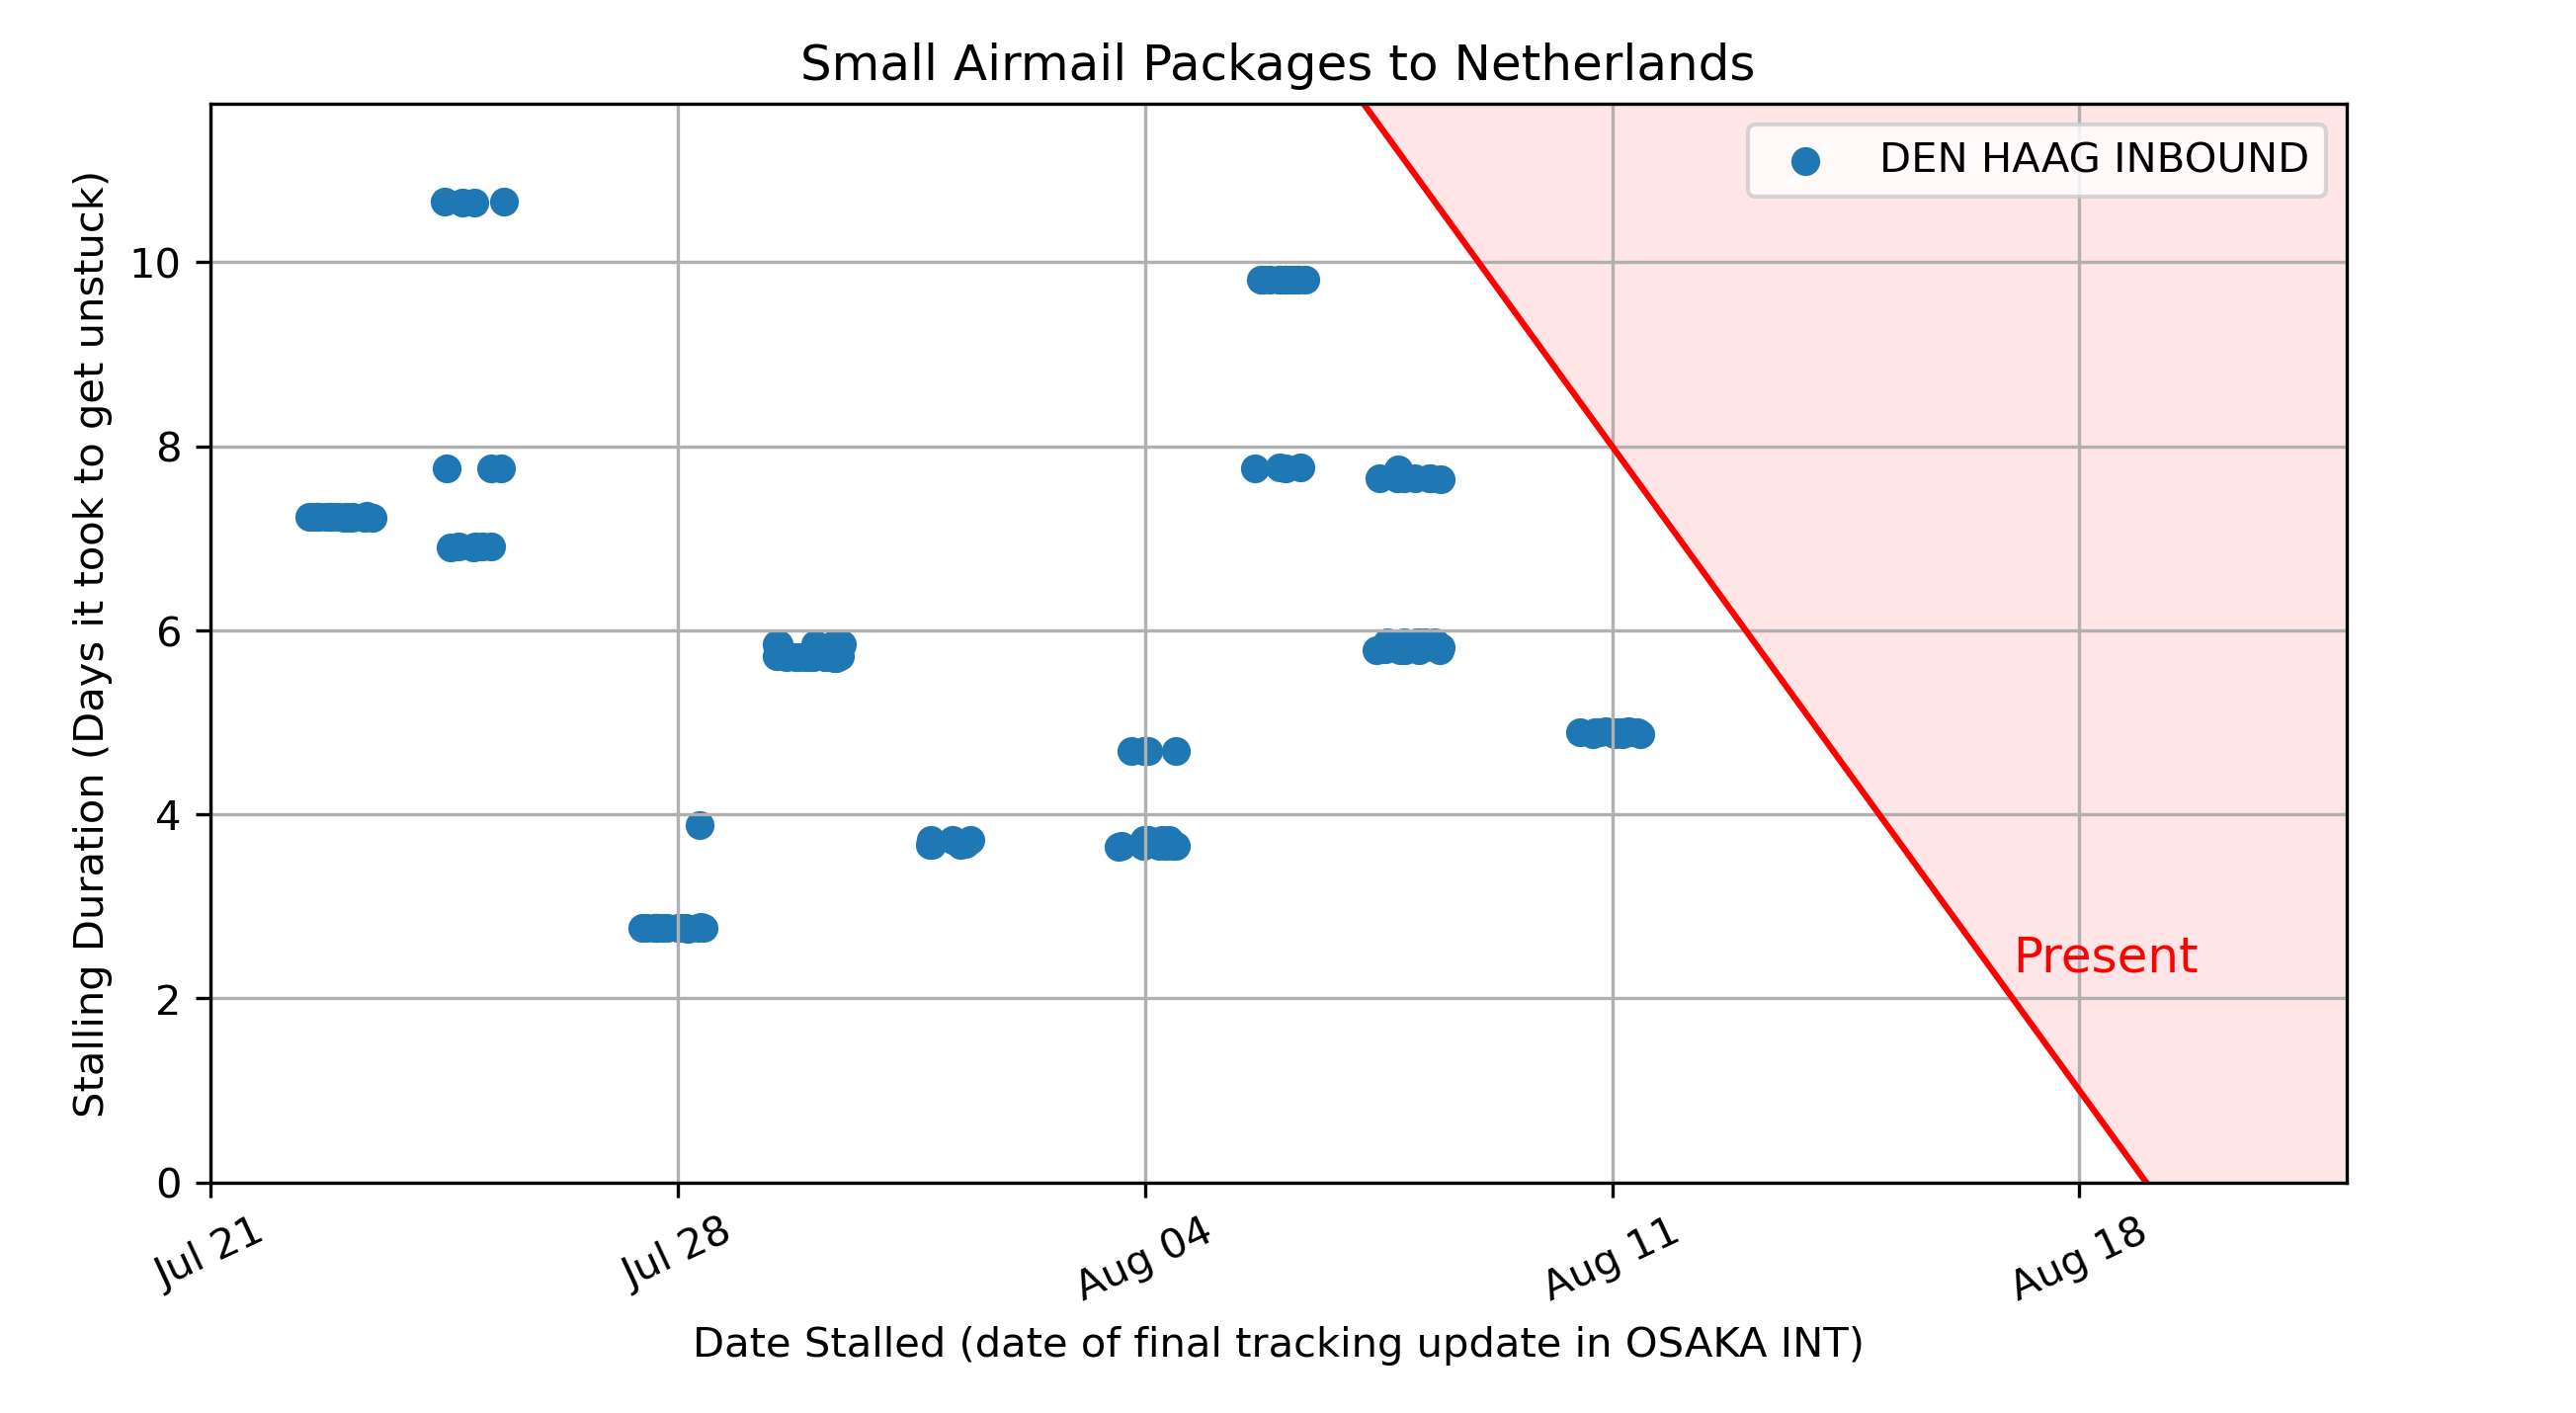 Small Airmail Packages to Netherlands
DEN HAAG INBOUND
Stalling Duration (Days it took to get unstuck)
10
8
6
4
2
0
Present
Jul 21
Jul 28
Aug 04
Aug 11
Aug 18
Date Stalled (date of final tracking update in OSAKA INT)